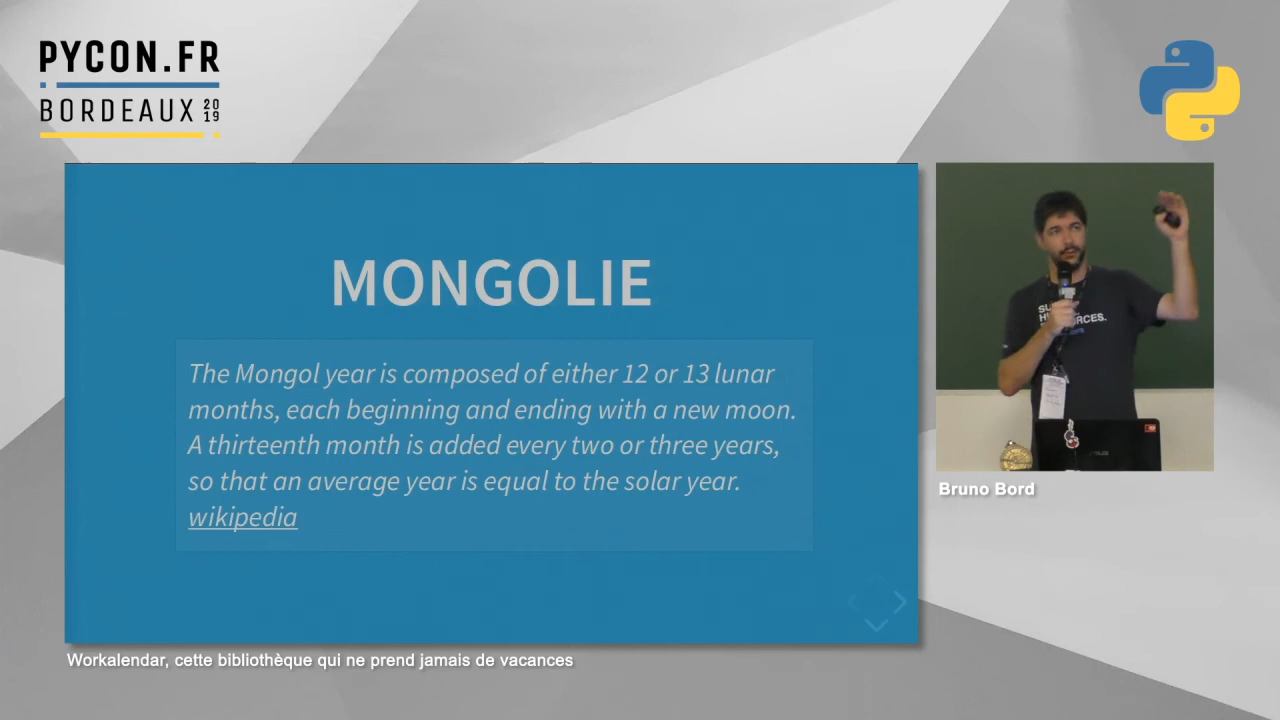 PYCON.FR
BORDEAUX 2019
MONGOLIE
The Mongol year is composed of either 12 or 13 lunar
months, each beginning and ending with a new moon.
A thirteenth month is added every two or three years,
so that an average year is equal to the solar year.
wikipedia
Bruno Bord
Workalendar, cette bibliothèque qui ne prend jamais de vacances